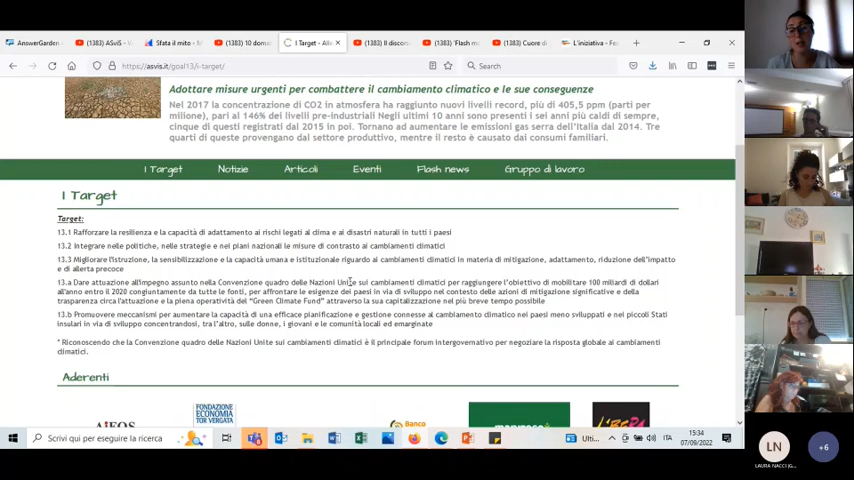 AnswerGarden
(1383) ASviS -
Sfata il mito - M
(1383) 10 doma
I Target - All
(1383) Il discor
(1383) 'Flash m
(1383) Cuore d
L'iniziativa - Fe
https://asvis.it/goal13/i-target/
Search
Adottare misure urgenti per combattere il cambiamento climatico e le sue conseguenze
Nel 2017 la concentrazione di CO2 in atmosfera ha raggiunto nuovi livelli record, più di 405,5 ppm (parti per
milione), pari al 146% dei livelli pre-industriali Negli ultimi 10 anni sono presenti i sei anni più caldi di sempre,
cinque di questi registrati dal 2015 in poi. Tornano ad aumentare le emissioni gas serra dell'Italia dal 2014. Tre
quarti di queste provengano dal settore produttivo, mentre il resto è causato dai consumi familiari.
I Target Notizie Articoli Eventi Flash news Gruppo di lavoro
I Target
Target:
13.1 Rafforzare la resilienza e la capacità di adattamento ai rischi legati al clima e ai disastri naturali in tutti i paesi
13.2 Integrare nelle politiche, nelle strategie e nei piani nazionali le misure di contrasto ai cambiamenti climatici
13.3 Migliorare l'istruzione, la sensibilizzazione e la capacità umana e istituzionale riguardo ai cambiamenti climatici in materia di mitigazione, adattamento, riduzione dell'impatto
e di allerta precoce
13.a Dare attuazione all'impegno assunto nella Convenzione quadro delle Nazioni Unite sui cambiamenti climatici per raggiungere l'obiettivo di mobilitare 100 miliardi di dollari
all'anno entro il 2020 congiuntamente da tutte le fonti, per affrontare le esigenze dei paesi in via di sviluppo nel contesto delle azioni di mitigazione significative e della
trasparenza circa l'attuazione e la piena operatività del "Green Climate Fund" attraverso la sua capitalizzazione nel più breve tempo possibile
13.b Promuovere meccanismi per aumentare la capacità di una efficace pianificazione e gestione connesse al cambiamento climatico nei paesi meno sviluppati e nei piccoli Stati
insulari in via di sviluppo concentrandosi, tra l'altro, sulle donne, i giovani e le comunità locali ed emarginate
* Riconoscendo che la Convenzione quadro delle Nazioni Unite sui cambiamenti climatici è il principale forum intergovernativo per negoziare la risposta globale ai cambiamenti
climatici.
Aderenti
AiFOS
FONDAZIONE
ECONOMIA
TOR VERGATA
Banco
Scrivi qui per eseguire la ricerca
Ulti...
ITA
15:34
07/09/2022
LN
+6
LAURA NACCI (G...